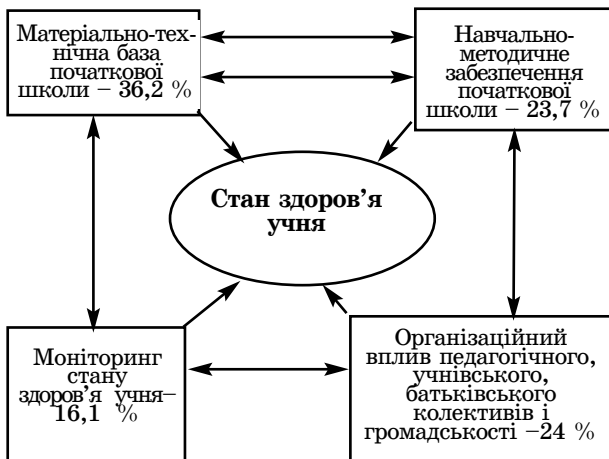 Матеріально-тех-
нічна база
початкової
школи – 36,2 %
Навчально-
методичне
забезпечення
початкової
школи – 23,7 %
Стан здоров’я
учня
Моніторинг
стану
здоров’я учня–
16,1 %
Організаційний
вплив педагогічного,
учнівського,
батьківського
колективів і
громадськості –24 %